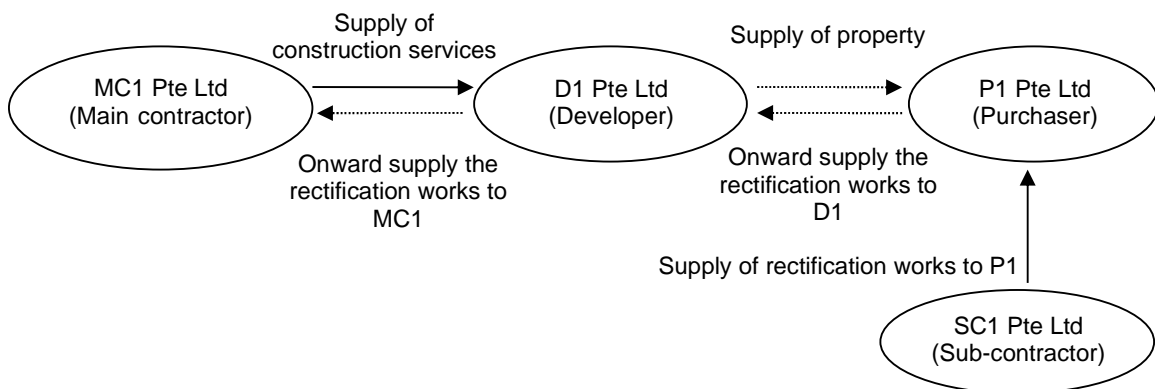 Supply of
construction services
Supply of property
MC1 Pte Ltd
(Main contractor)
D1 Pte Ltd
(Developer)
P1 Pte Ltd
(Purchaser)
Onward supply the
rectification works to
MC1
Onward supply the
rectification works to
D1
Supply of rectification works to P1
SC1 Pte Ltd
(Sub-contractor)